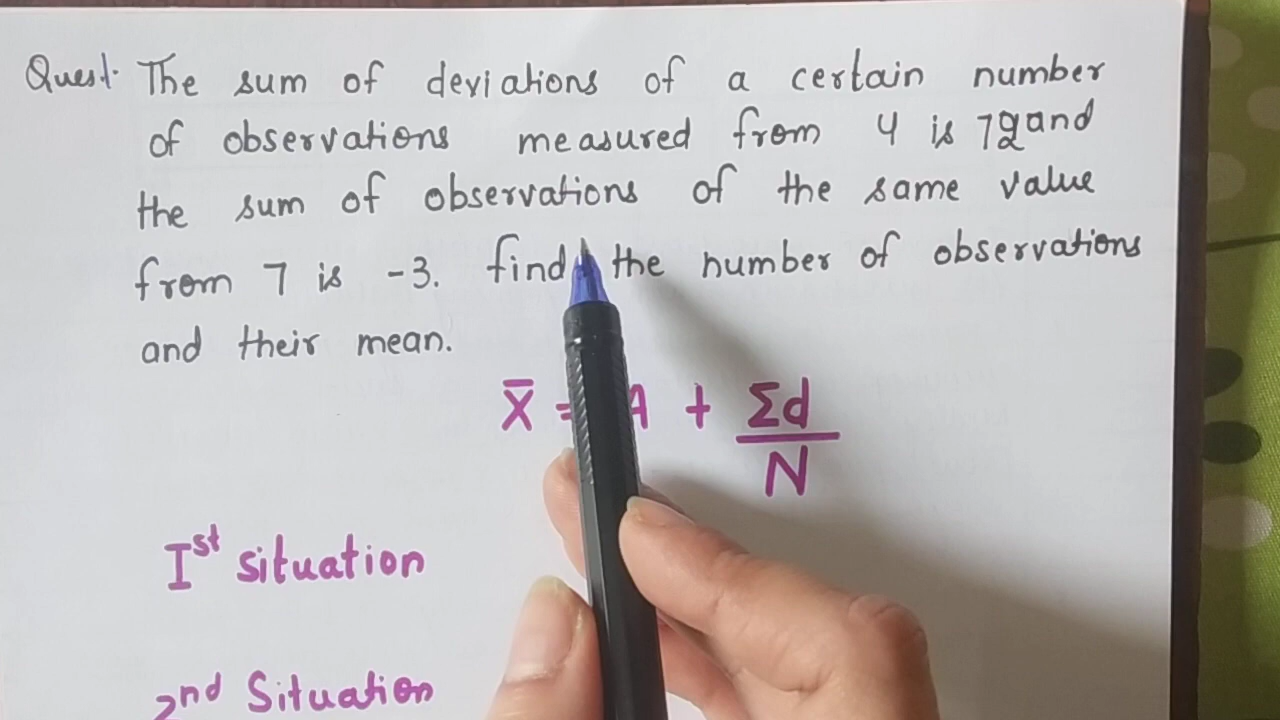 Quest. The sum of deviations of a certain number
of observations measured from 4 is 72 and
the sum of observations of the same value
from 7 is -3. find the number of observations
and their mean.
X̄ = A + Σd
N
Ist situation
2nd Situation